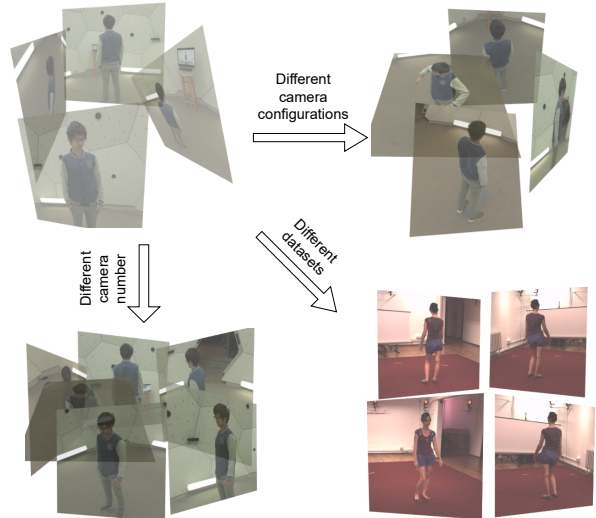 Different
camera
configurations
Different
camera
number
Different
datasets